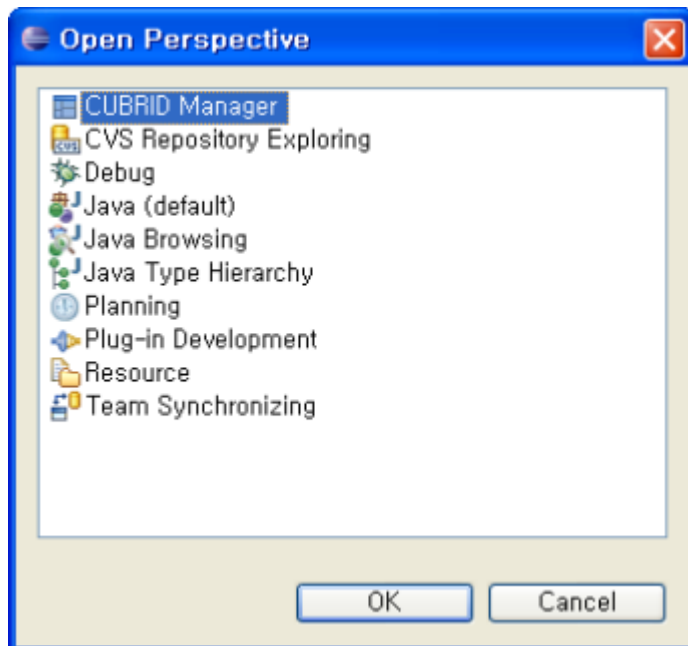 Open Perspective
CUBRID Manager
CVS Repository Exploring
Debug
Java (default)
Java Browsing
Java Type Hierarchy
Planning
Plug-in Development
Resource
Team Synchronizing
OK
Cancel